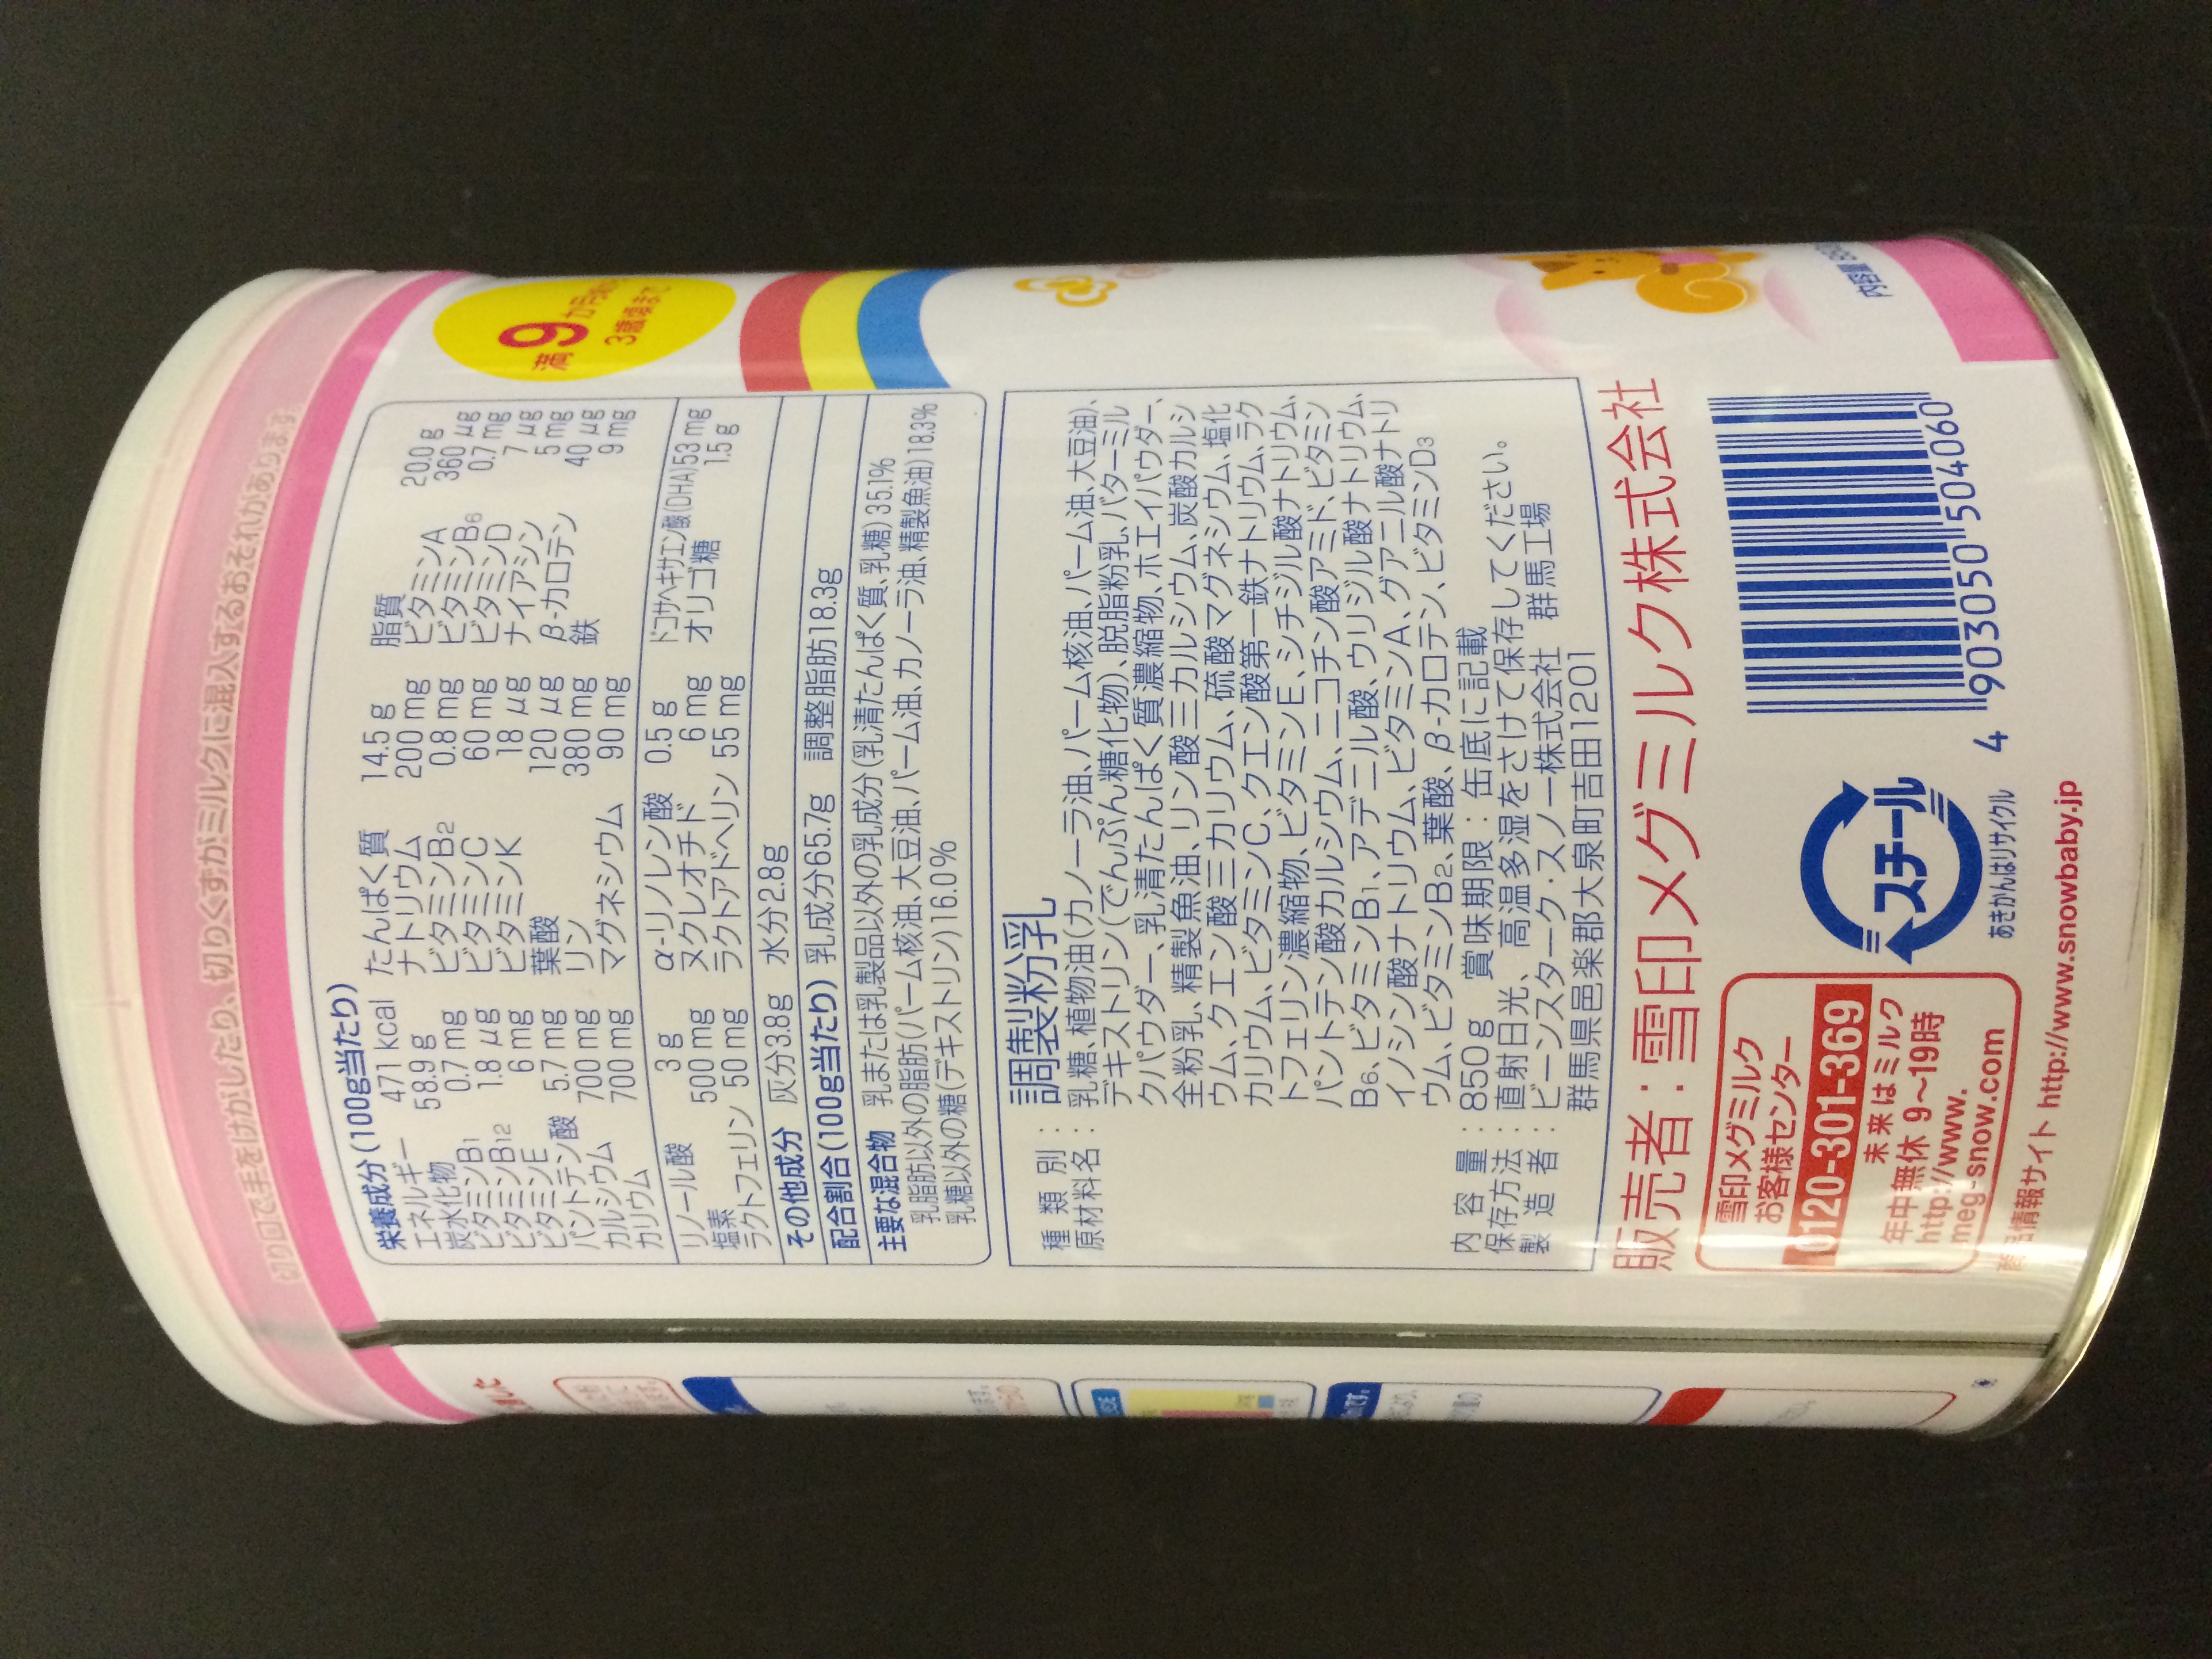 切り口で手をけがしたり、切りくずがミルクに混入するおそれがあります。
満9
カ月頃から
3歳頃まで
栄養成分(100g当たり)
エネルギー 471 kcal たんぱく質 14.5 g 脂質 20.0 g
炭水化物 58.9 g ナトリウム 200 mg ビタミンA 360 μg
ビタミンB1 0.7 mg ビタミンB2 0.8 mg ビタミンB6 0.7 mg
ビタミンB12 1.8 μg ビタミンC 60 mg ビタミンD 7 μg
ビタミンE 6 mg ビタミンK 18 μg ナイアシン 5 mg
パントテン酸 5.7 mg 葉酸 120 μg β-カロテン 40 μg
カルシウム 700 mg リン 380 mg 鉄 9 mg
カリウム 700 mg マグネシウム 90 mg
リノール酸 3 g α-リノレン酸 0.5 g ドコサヘキサエン酸(DHA)53 mg
塩素 500 mg ヌクレオチド 6 mg オリゴ糖 1.5 g
ラクトフェリン 50 mg ラクトアドヘリン 55 mg
その他成分 灰分3.8g 水分2.8g
配合割合(100g当たり) 乳成分65.7g 調整脂肪18.3g
主要な混合物 乳または乳製品以外の乳成分(乳清たんぱく質、乳糖)35.1%
乳脂肪以外の脂肪(パーム核油、大豆油、パーム油、カノーラ油、精製魚油)18.3%
乳糖以外の糖(デキストリン)16.0%
種類別:調製粉乳
原材料名:乳糖、植物油(カノーラ油、パーム核油、パーム油、大豆油)、
デキストリン(でんぷん糖化物)、脱脂粉乳、バターミル
クパウダー、乳清たんぱく質濃縮物、ホエイパウダー、
全粉乳、精製魚油、リン酸三カルシウム、炭酸カルシ
ウム、クエン酸三カリウム、硫酸マグネシウム、塩化
カリウム、ビタミンC、クエン酸第一鉄ナトリウム、ラク
トフェリン濃縮物、ビタミンE、シチジル酸ナトリウム、
パントテン酸カルシウム、ニコチン酸アミド、ビタミン
B6、ビタミンB1、アデニル酸、ウリジル酸ナトリウム、
イノシン酸ナトリウム、ビタミンA、グアニル酸ナトリ
ウム、ビタミンB2、葉酸、β-カロテン、ビタミンD3
内容量:850g 賞味期限:缶底に記載
保存方法:直射日光、高温多湿をさけて保存してください。
製造者:ビーンスターク・スノー株式会社 群馬工場
群馬県邑楽郡大泉町吉田1201
販売者:雪印メグミルク株式会社
雪印メグミルク
お客様センター
0120-301-369
未来はミルク
年中無休 9〜19時
http://www.
meg-snow.com
スチール
あきかんはリサイクル
4 903050 504060
商品情報サイト http://www.snowbaby.jp
内容量